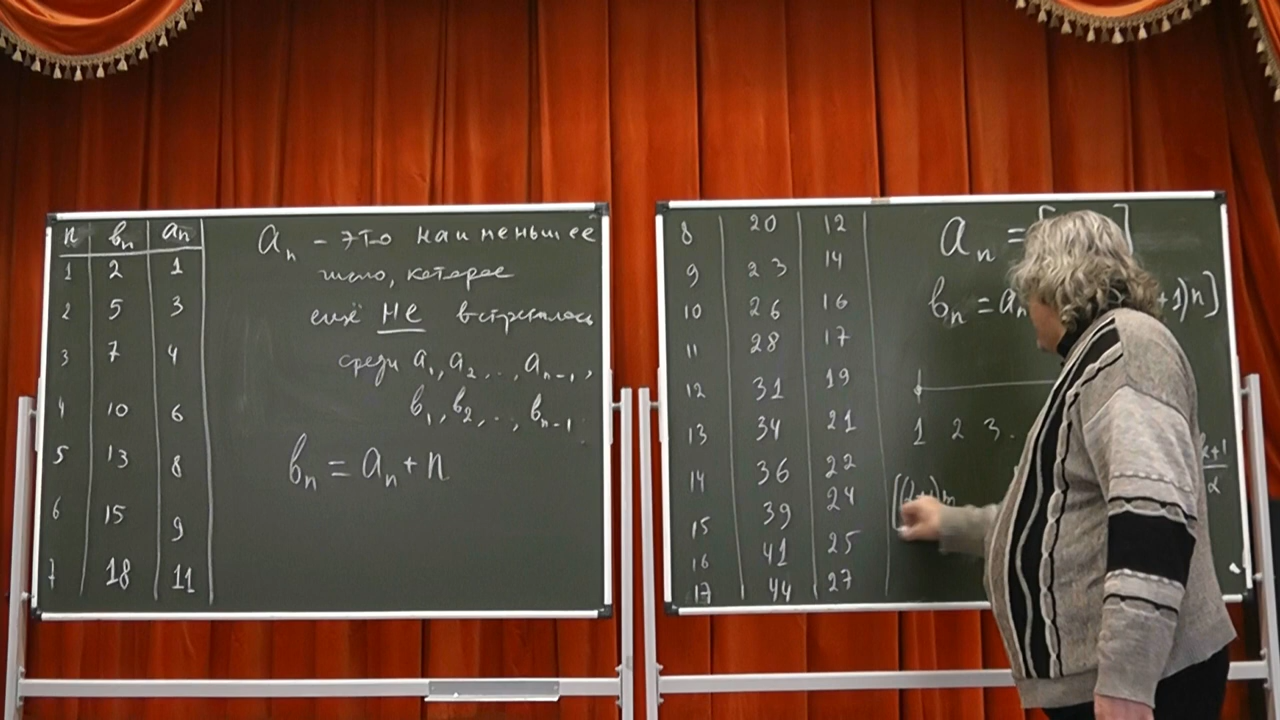 n bₙ aₙ
1 2 1
2 5 3
3 7 4
4 10 6
5 13 8
6 15 9
7 18 11
aₙ – это наименьшее
число, которое
ещё не встретилось
среди a₁, a₂, .., aₙ₋₁,
b₁, b₂, .., bₙ₋₁
bₙ = aₙ + n
8 20 12
9 23 14
10 26 16
11 28 17
12 31 19
13 34 21
14 36 22
15 39 24
16 41 25
17 44 27
aₙ = [ ]
bₙ = aₙ +1)n]
1 2 3.